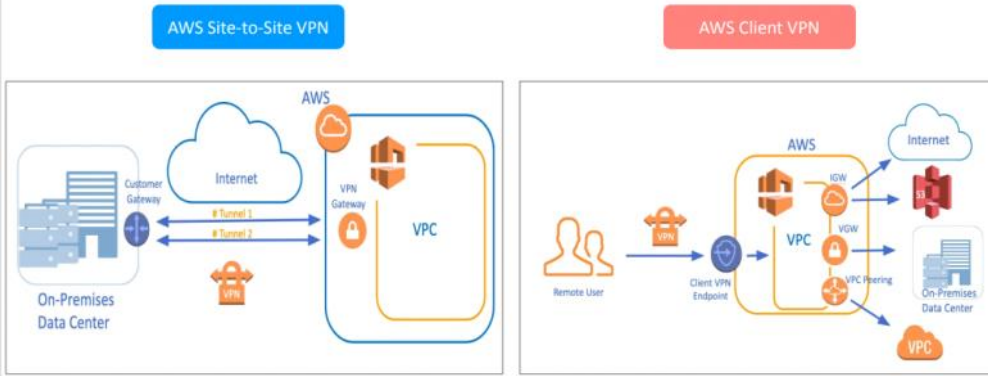 AWS Site-to-Site VPN
AWS Client VPN
AWS
Internet
Customer
Gateway
# Tunnel 1
# Tunnel 2
VPN
Gateway
VPC
VPN
On-Premises
Data Center
AWS
Internet
IGW
S3
VPN
VPC
VGW
Remote User
Client VPN
Endpoint
VPC Peering
On-Premises
Data Center
VPC